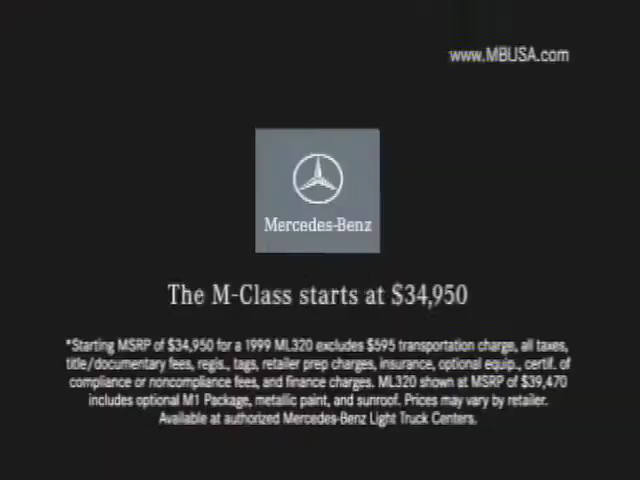 www.MBUSA.com
Mercedes-Benz
The M-Class starts at $34,950
*Starting MSRP of $34,950 for a 1999 ML320 excludes $595 transportation charge, all taxes,
title/documentary fees, regis., tags, retailer prep charges, insurance, optional equip., certif. of
compliance or noncompliance fees, and finance charges. ML320 shown at MSRP of $39,470
includes optional M1 Package, metallic paint, and sunroof. Prices may vary by retailer.
Available at authorized Mercedes-Benz Light Truck Centers.